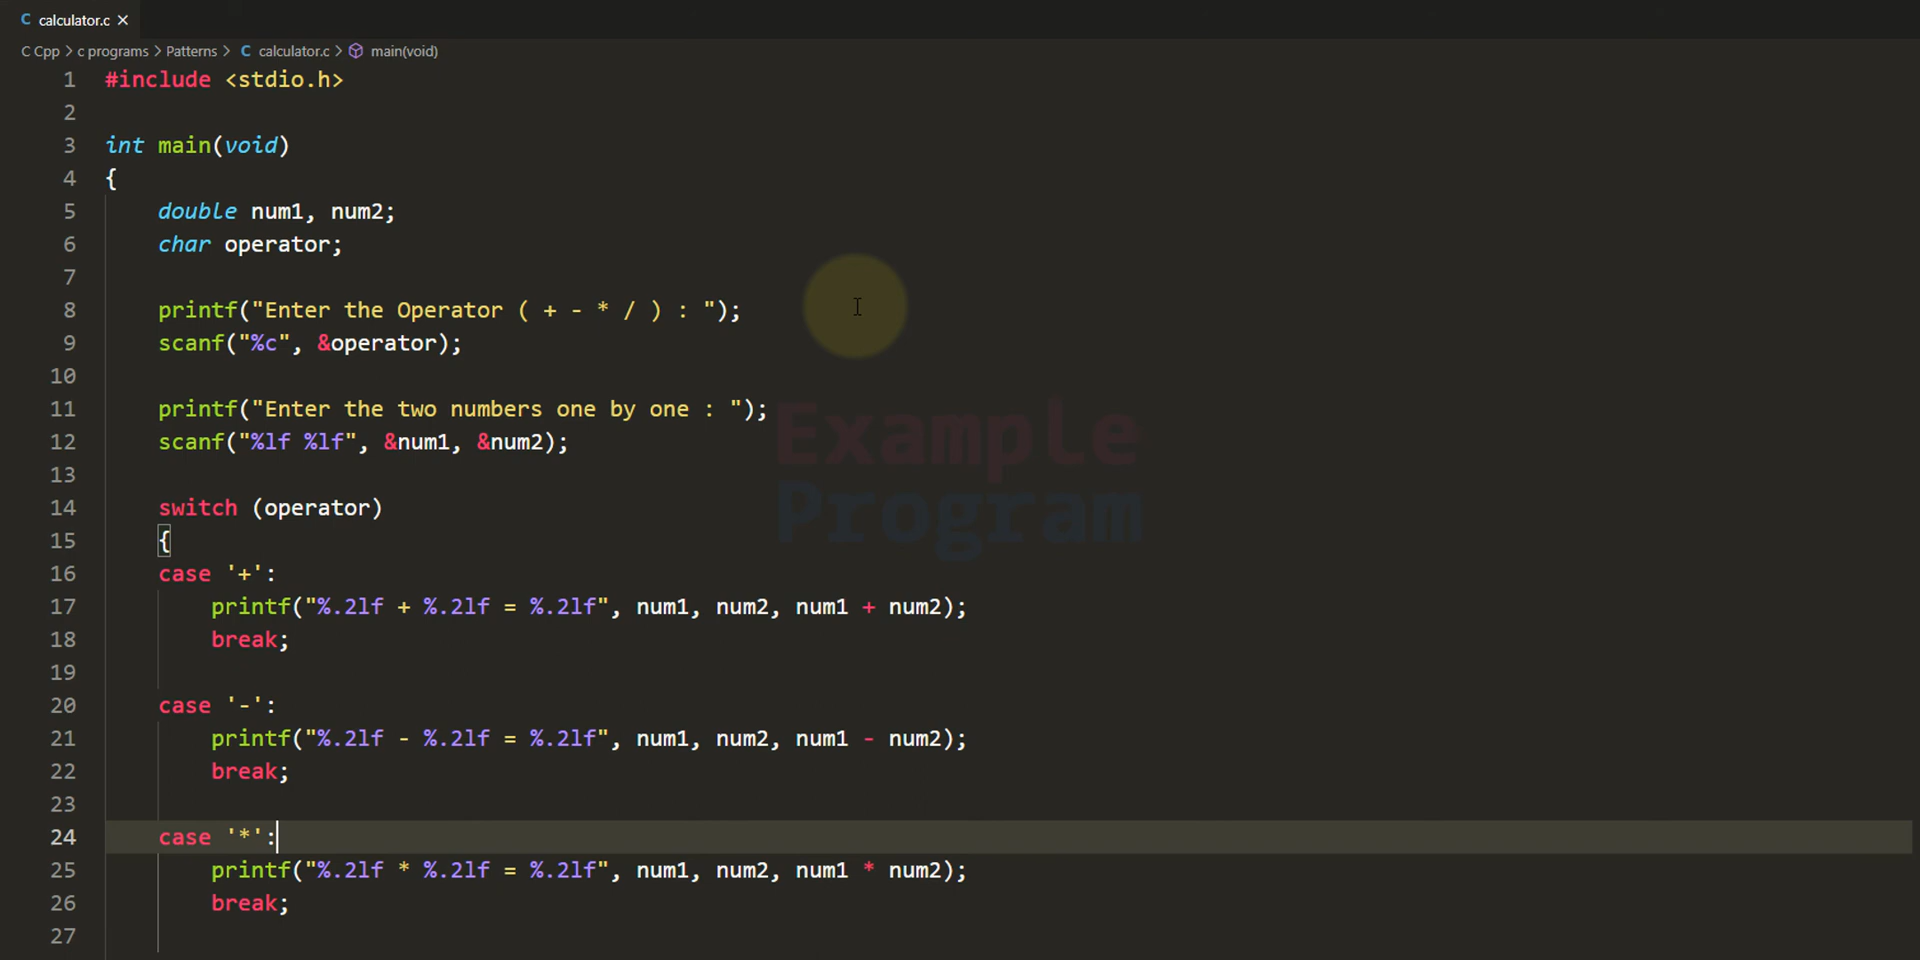 calculator.c
C Cpp > c programs > Patterns > calculator.c > main(void)
1 #include <stdio.h>
2
3 int main(void)
4 {
5     double num1, num2;
6     char operator;
7
8     printf("Enter the Operator ( + - * / ) : ");
9     scanf("%c", &operator);
10
11     printf("Enter the two numbers one by one : ");
12     scanf("%lf %lf", &num1, &num2);
13
14     switch (operator)
15     {
16     case '+':
17         printf("%.2lf + %.2lf = %.2lf", num1, num2, num1 + num2);
18         break;
19
20     case '-':
21         printf("%.2lf - %.2lf = %.2lf", num1, num2, num1 - num2);
22         break;
23
24     case '*':
25         printf("%.2lf * %.2lf = %.2lf", num1, num2, num1 * num2);
26         break;
27
Example
Program